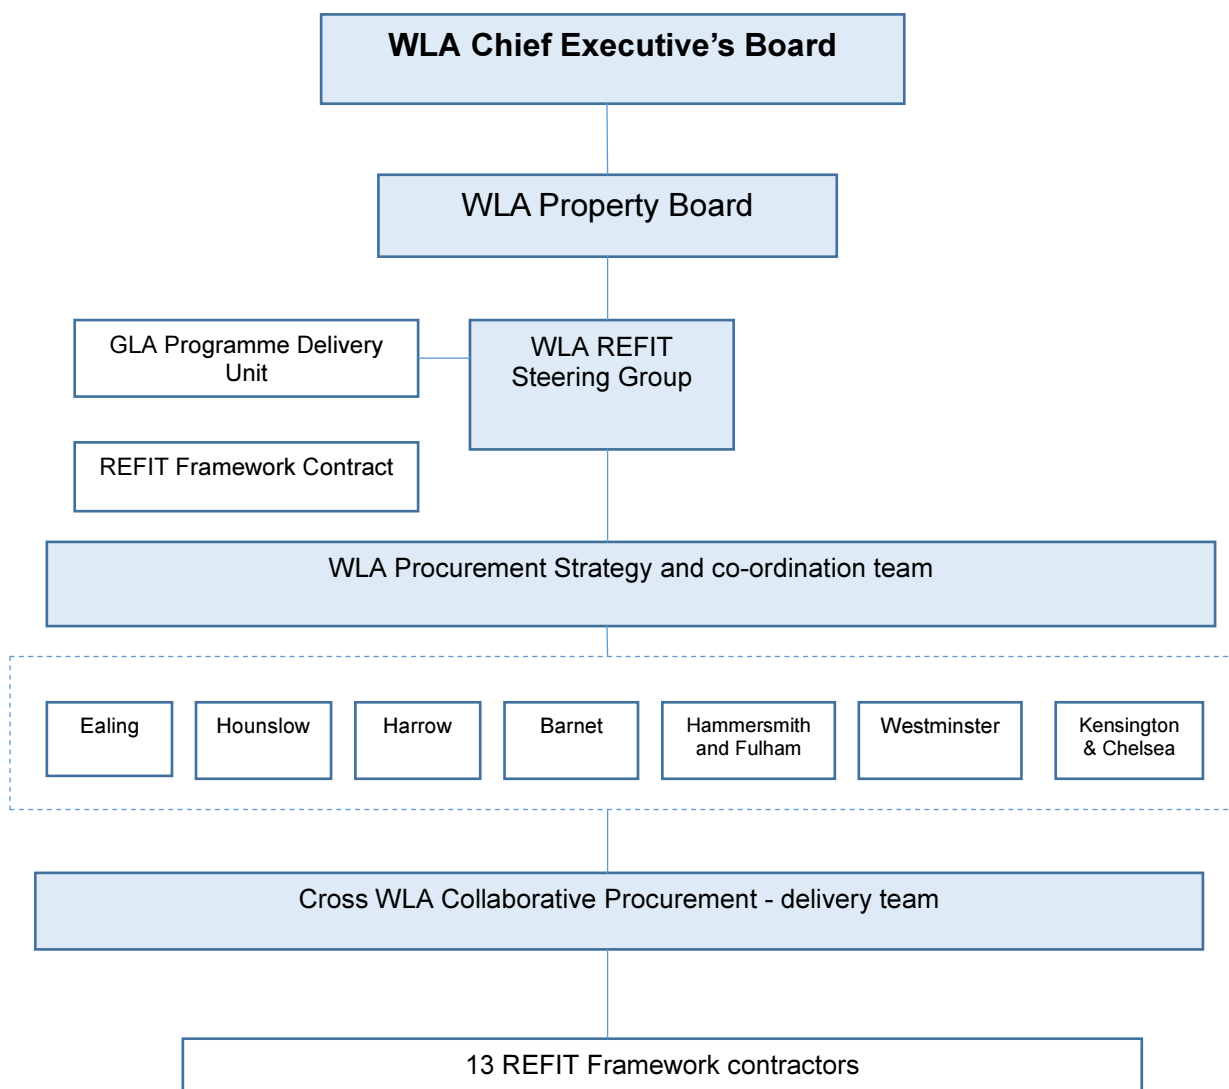 WLA Chief Executive’s Board
WLA Property Board
GLA Programme Delivery
Unit
WLA REFIT
Steering Group
REFIT Framework Contract
WLA Procurement Strategy and co-ordination team
Ealing
Hounslow
Harrow
Barnet
Hammersmith
and Fulham
Westminster
Kensington
& Chelsea
Cross WLA Collaborative Procurement - delivery team
13 REFIT Framework contractors